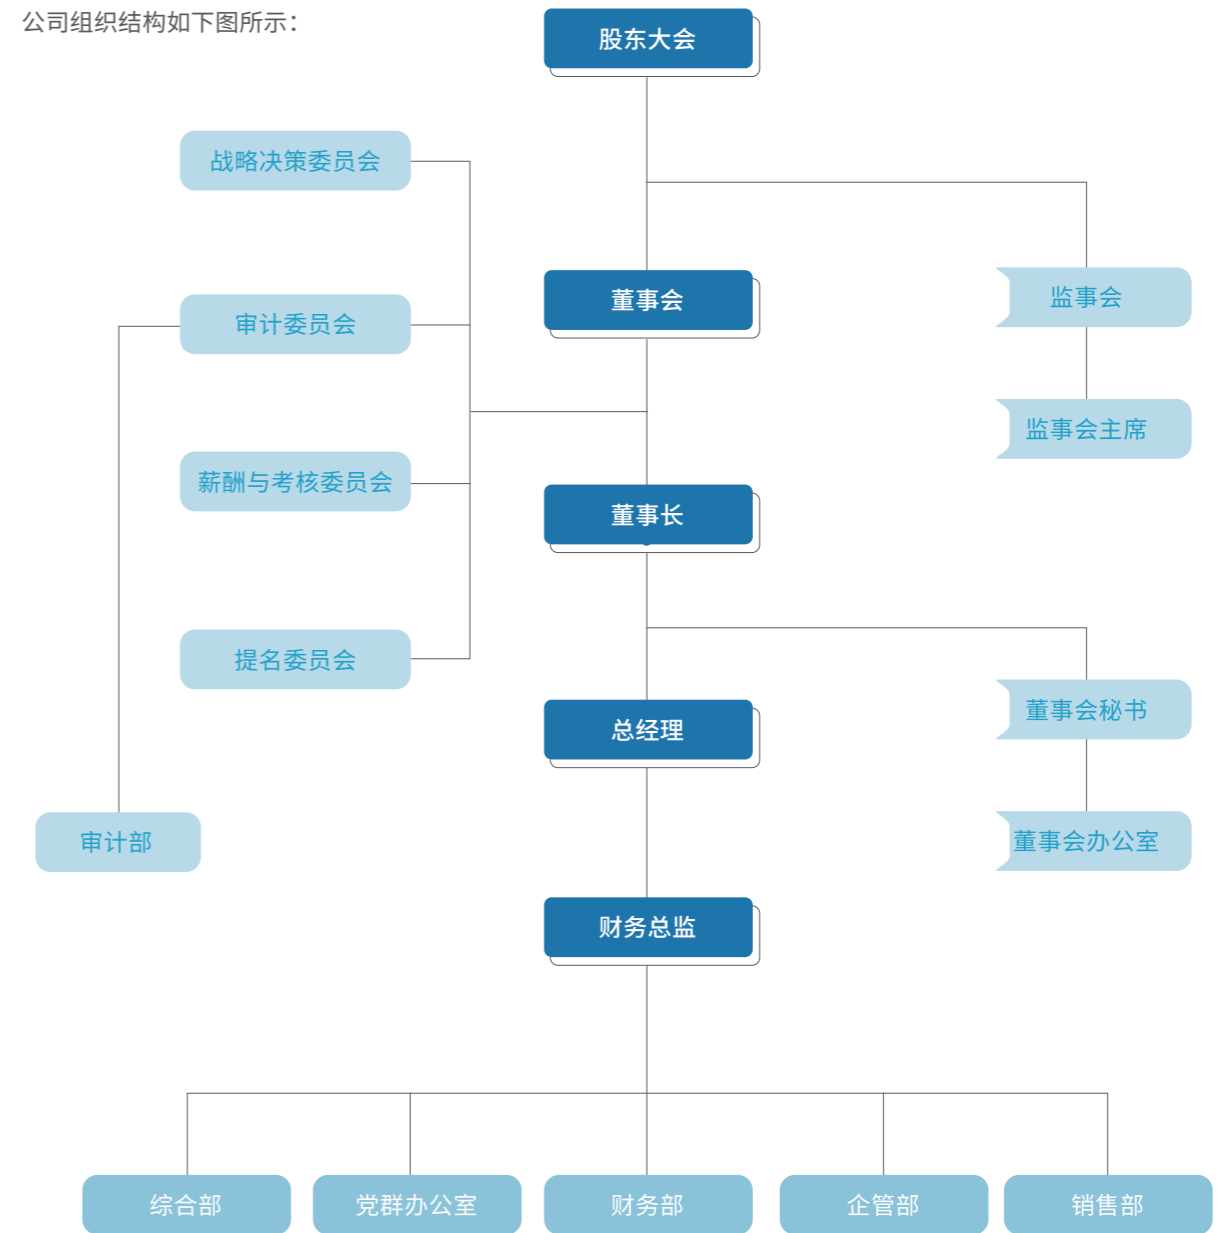 公司组织结构如下图所示：
股东大会
战略决策委员会
董事会
监事会
审计委员会
监事会主席
薪酬与考核委员会
董事长
提名委员会
董事会秘书
总经理
审计部
董事会办公室
财务总监
综合部
党群办公室
财务部
企管部
销售部